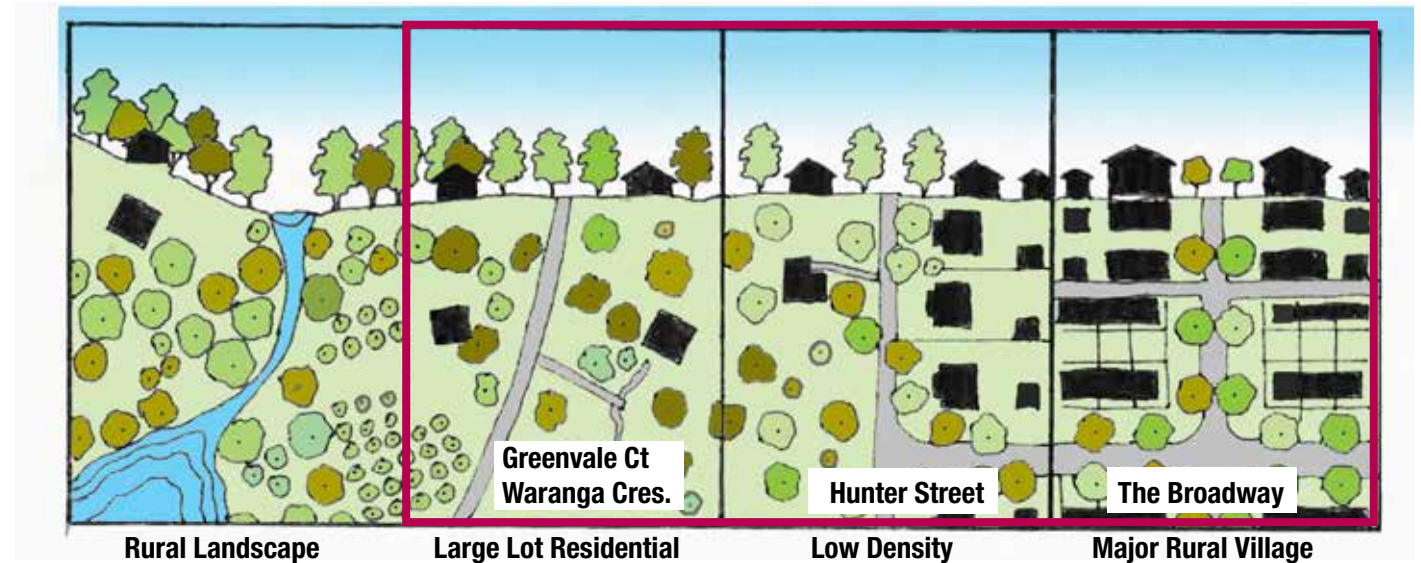 Greenvale Ct
Waranga Cres.
Hunter Street
The Broadway
Rural Landscape
Large Lot Residential
Low Density
Major Rural Village